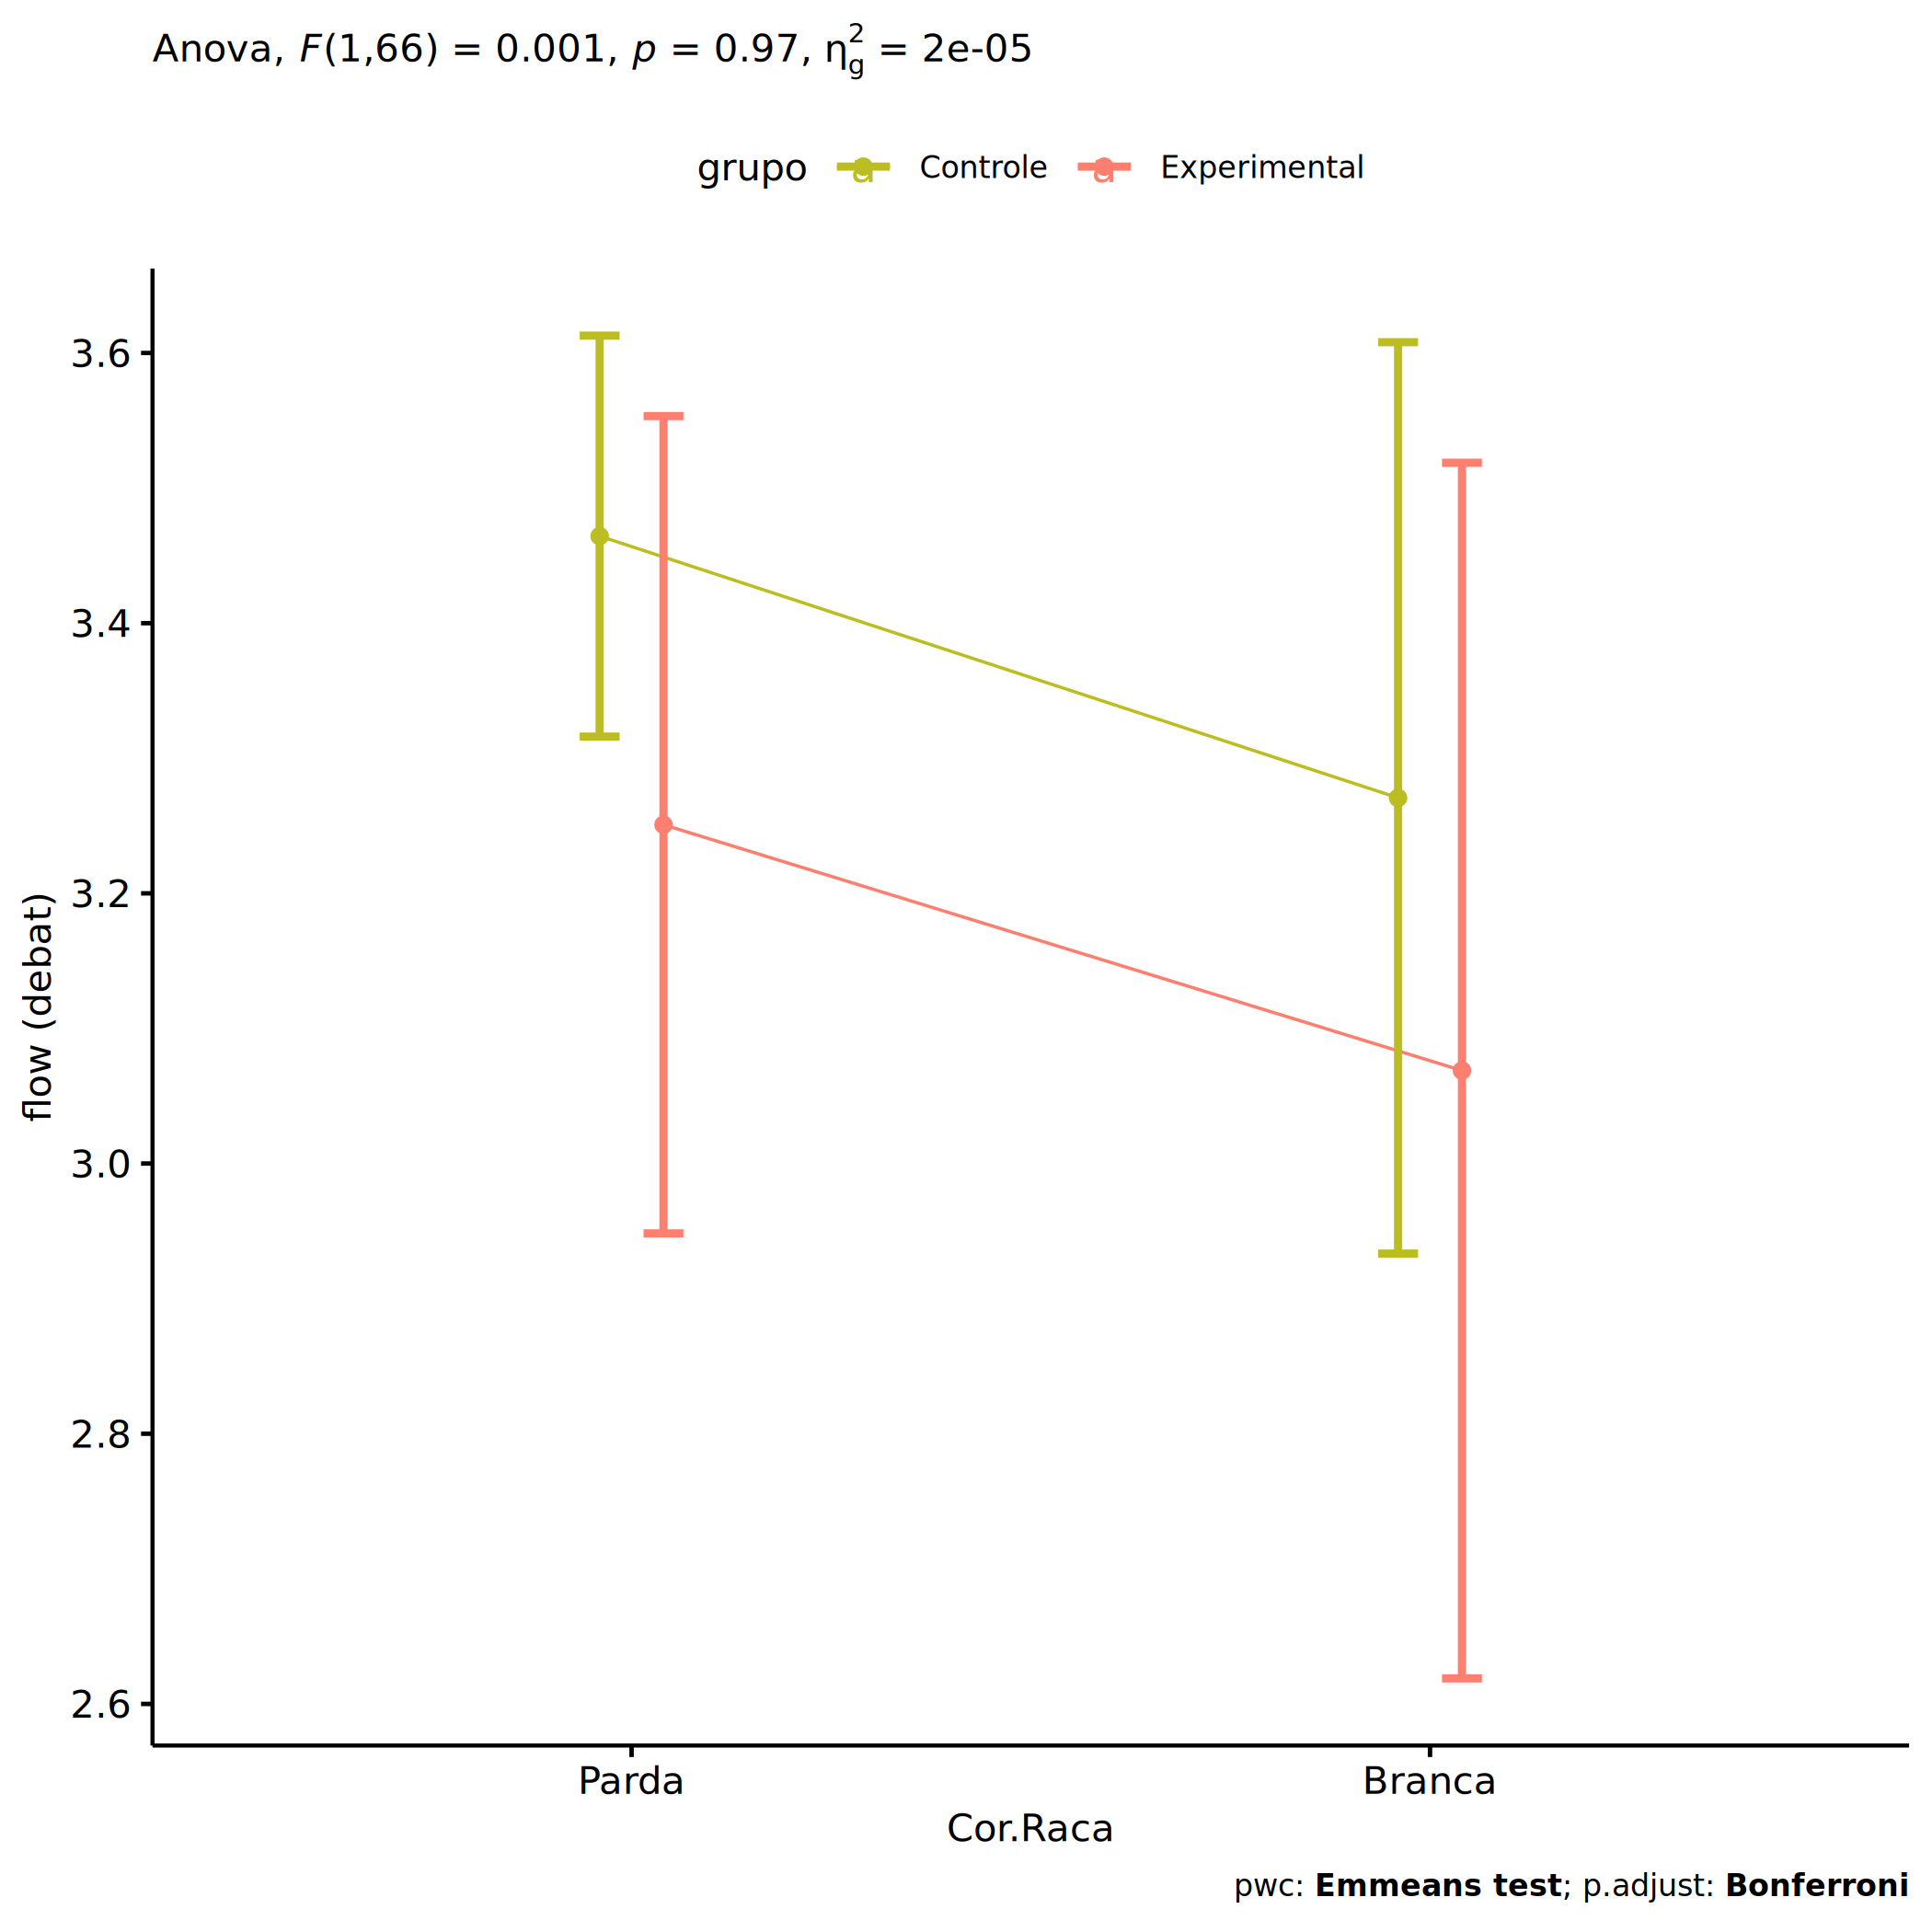 Anova, F(1,66) = 0.001, p = 0.97, η²g = 2e-05
grupo a Controle a Experimental
3.6
3.4
3.2
3.0
2.8
2.6
flow (debat)
Parda Branca
Cor.Raca
pwc: Emmeans test; p.adjust: Bonferroni